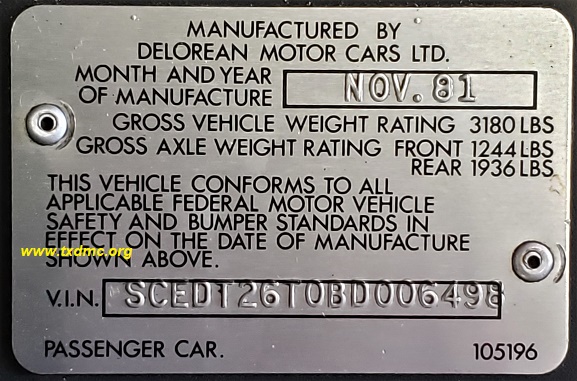 MANUFACTURED BY
DELOREAN MOTOR CARS LTD.
MONTH AND YEAR
OF MANUFACTURE NOV. 81
GROSS VEHICLE WEIGHT RATING 3180 LBS
GROSS AXLE WEIGHT RATING FRONT 1244 LBS
REAR 1936 LBS
THIS VEHICLE CONFORMS TO ALL
APPLICABLE FEDERAL MOTOR VEHICLE
SAFETY AND BUMPER STANDARDS IN
EFFECT ON THE DATE OF MANUFACTURE
www.txdmc.org
SHOWN ABOVE.
V.I.N. SCEDT26T0BD006498
PASSENGER CAR. 105196